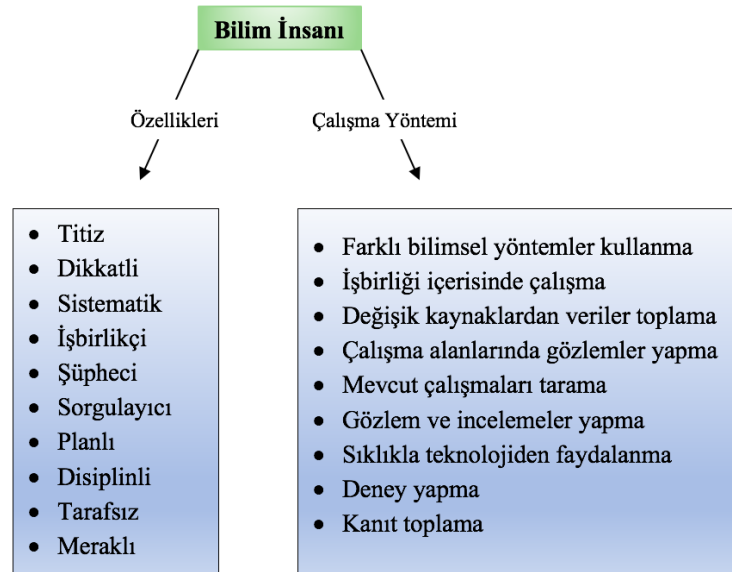 Bilim İnsanı
Özellikleri
Çalışma Yöntemi
• Titiz
• Dikkatli
• Sistematik
• İşbirlikçi
• Şüpheci
• Sorgulayıcı
• Planlı
• Disiplinli
• Tarafsız
• Meraklı
• Farklı bilimsel yöntemler kullanma
• İşbirliği içerisinde çalışma
• Değişik kaynaklardan veriler toplama
• Çalışma alanlarında gözlemler yapma
• Mevcut çalışmaları tarama
• Gözlem ve incelemeler yapma
• Sıklıkla teknolojiden faydalanma
• Deney yapma
• Kanıt toplama